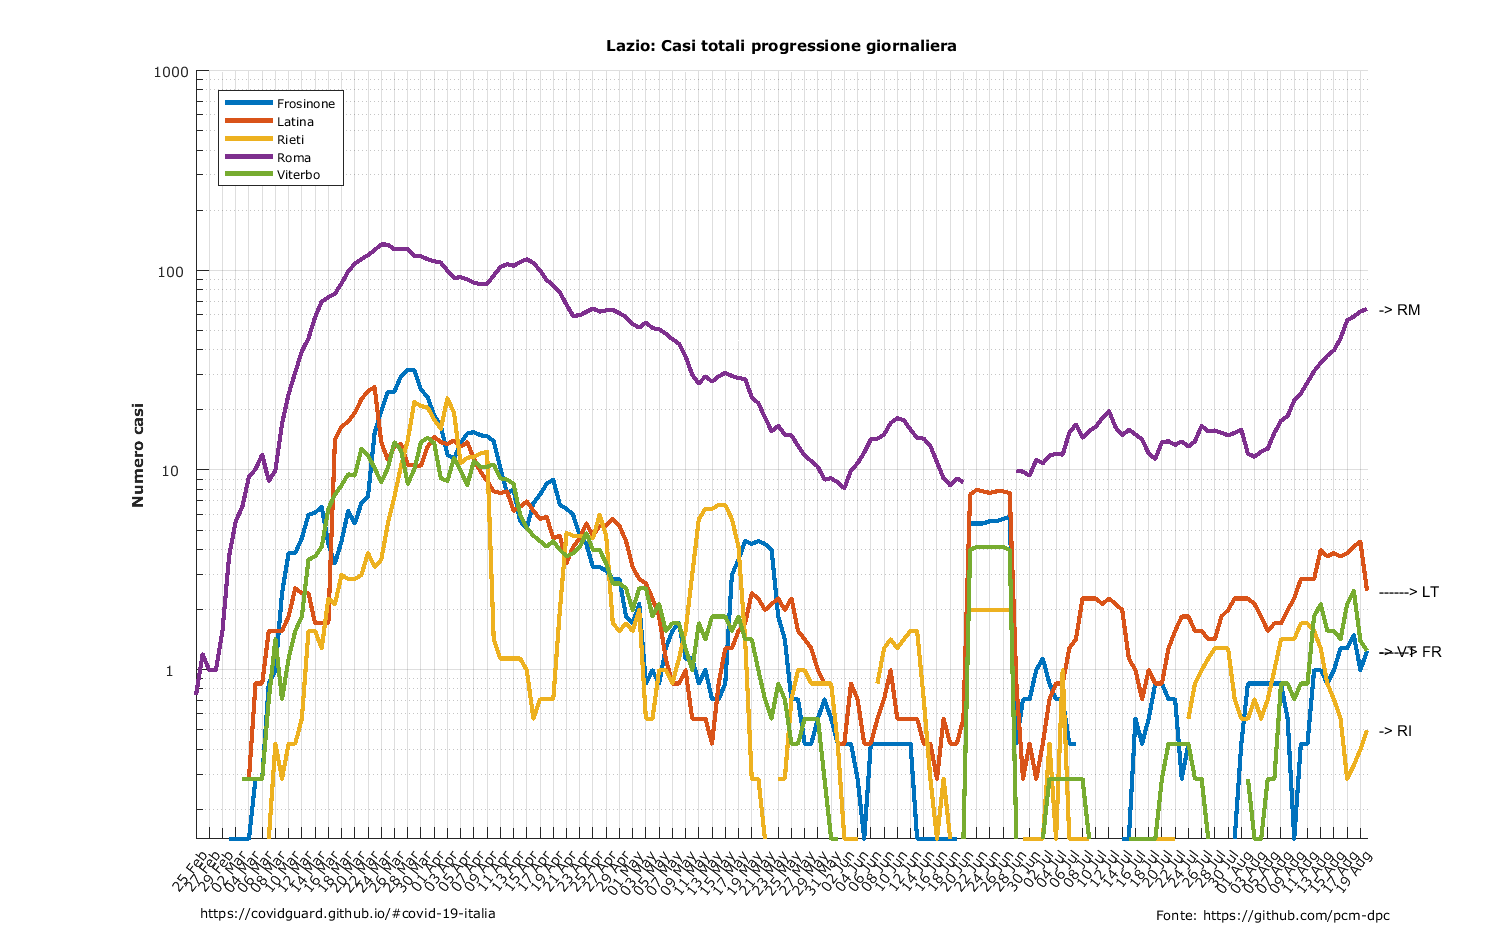 Lazio: Casi totali progressione giornaliera
1000
100
10
1
Numero casi
Frosinone
Latina
Rieti
Roma
Viterbo
-> RM
------> LT
-> VT
---> FR
-> RI
25 Feb
27 Feb
29 Feb
02 Mar
04 Mar
06 Mar
08 Mar
10 Mar
12 Mar
14 Mar
16 Mar
18 Mar
20 Mar
22 Mar
24 Mar
26 Mar
28 Mar
30 Mar
01 Apr
03 Apr
05 Apr
07 Apr
09 Apr
11 Apr
13 Apr
15 Apr
17 Apr
19 Apr
21 Apr
23 Apr
25 Apr
27 Apr
29 Apr
01 May
03 May
05 May
07 May
09 May
11 May
13 May
15 May
17 May
19 May
21 May
23 May
25 May
27 May
29 May
31 May
02 Jun
04 Jun
06 Jun
08 Jun
10 Jun
12 Jun
14 Jun
16 Jun
18 Jun
20 Jun
22 Jun
24 Jun
26 Jun
28 Jun
30 Jun
02 Jul
04 Jul
06 Jul
08 Jul
10 Jul
12 Jul
14 Jul
16 Jul
18 Jul
20 Jul
22 Jul
24 Jul
26 Jul
28 Jul
30 Jul
01 Aug
03 Aug
05 Aug
07 Aug
09 Aug
11 Aug
13 Aug
15 Aug
17 Aug
19 Aug
https://covidguard.github.io/#covid-19-italia
Fonte: https://github.com/pcm-dpc